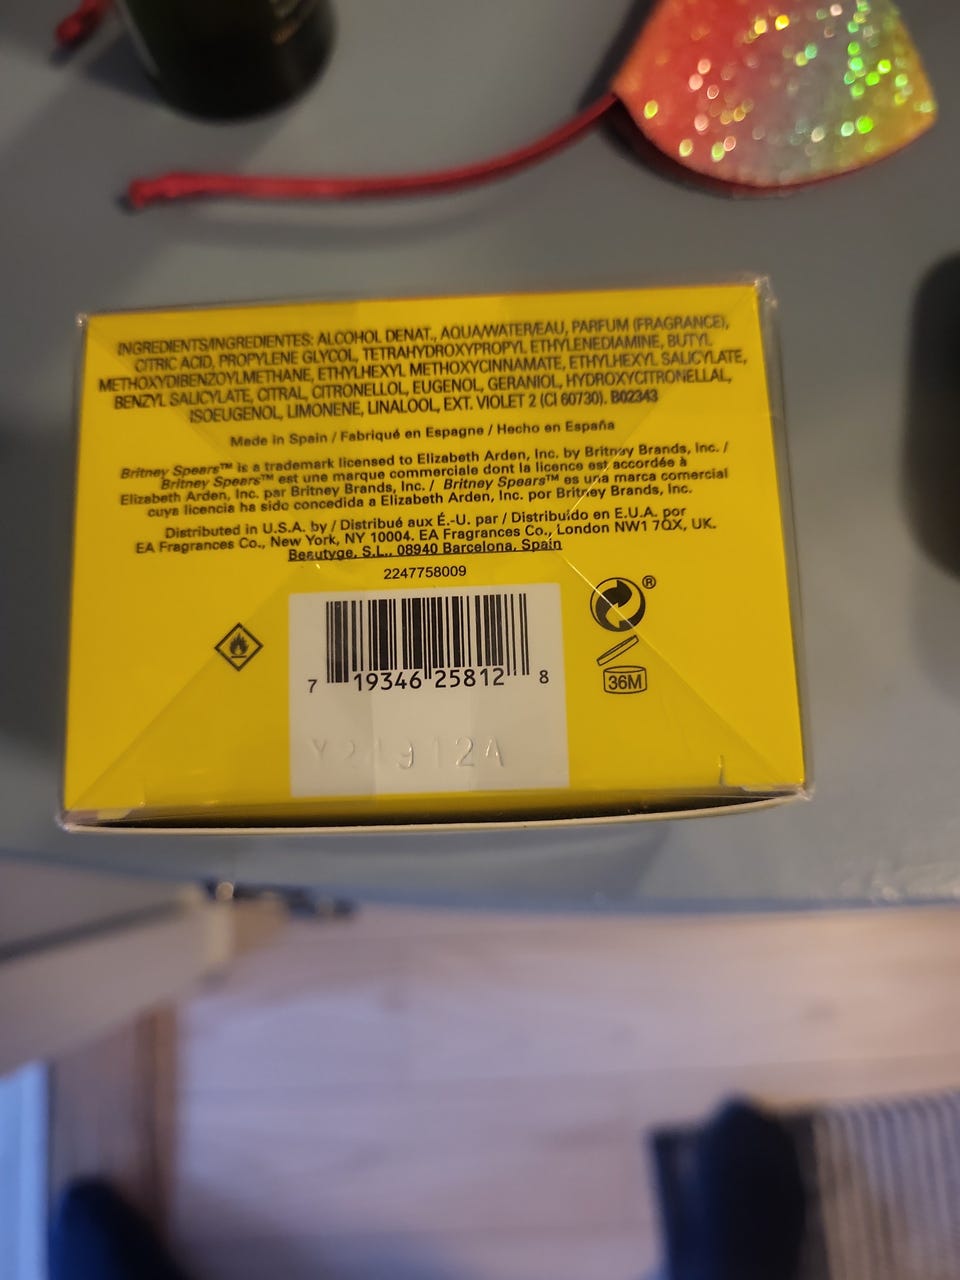 INGREDIENTS/INGREDIENTES: ALCOHOL DENAT., AQUA/WATER/EAU, PARFUM (FRAGRANCE),
CITRIC ACID, PROPYLENE GLYCOL, TETRAHYDROXYPROPYL ETHYLENEDIAMINE, BUTYL
METHOXYDIBENZOYLMETHANE, ETHYLHEXYL METHOXYCINNAMATE, ETHYLHEXYL SALICYLATE,
BENZYL SALICYLATE, CITRAL, CITRONELLOL, EUGENOL, GERANIOL, HYDROXYCITRONELLAL,
ISOEUGENOL, LIMONENE, LINALOOL, EXT. VIOLET 2 (CI 60730). B02343
Made in Spain / Fabriqué en Espagne / Hecho en España
Britney Spears™ is a trademark licensed to Elizabeth Arden, Inc. by Britney Brands, Inc. /
Britney Spears™ est une marque commerciale dont la licence est accordée à
Elizabeth Arden, Inc. par Britney Brands, Inc. / Britney Spears™ es una marca comercial
cuya licencia ha sido concedida a Elizabeth Arden, Inc. por Britney Brands, Inc.
Distributed in U.S.A. by / Distribué aux É.-U. par / Distribuido en E.U.A. por
EA Fragrances Co., New York, NY 10004. EA Fragrances Co., London NW1 7QX, UK.
Beautyge, S.L., 08940 Barcelona, Spain
2247758009
7 19346 25812 8
®
36M